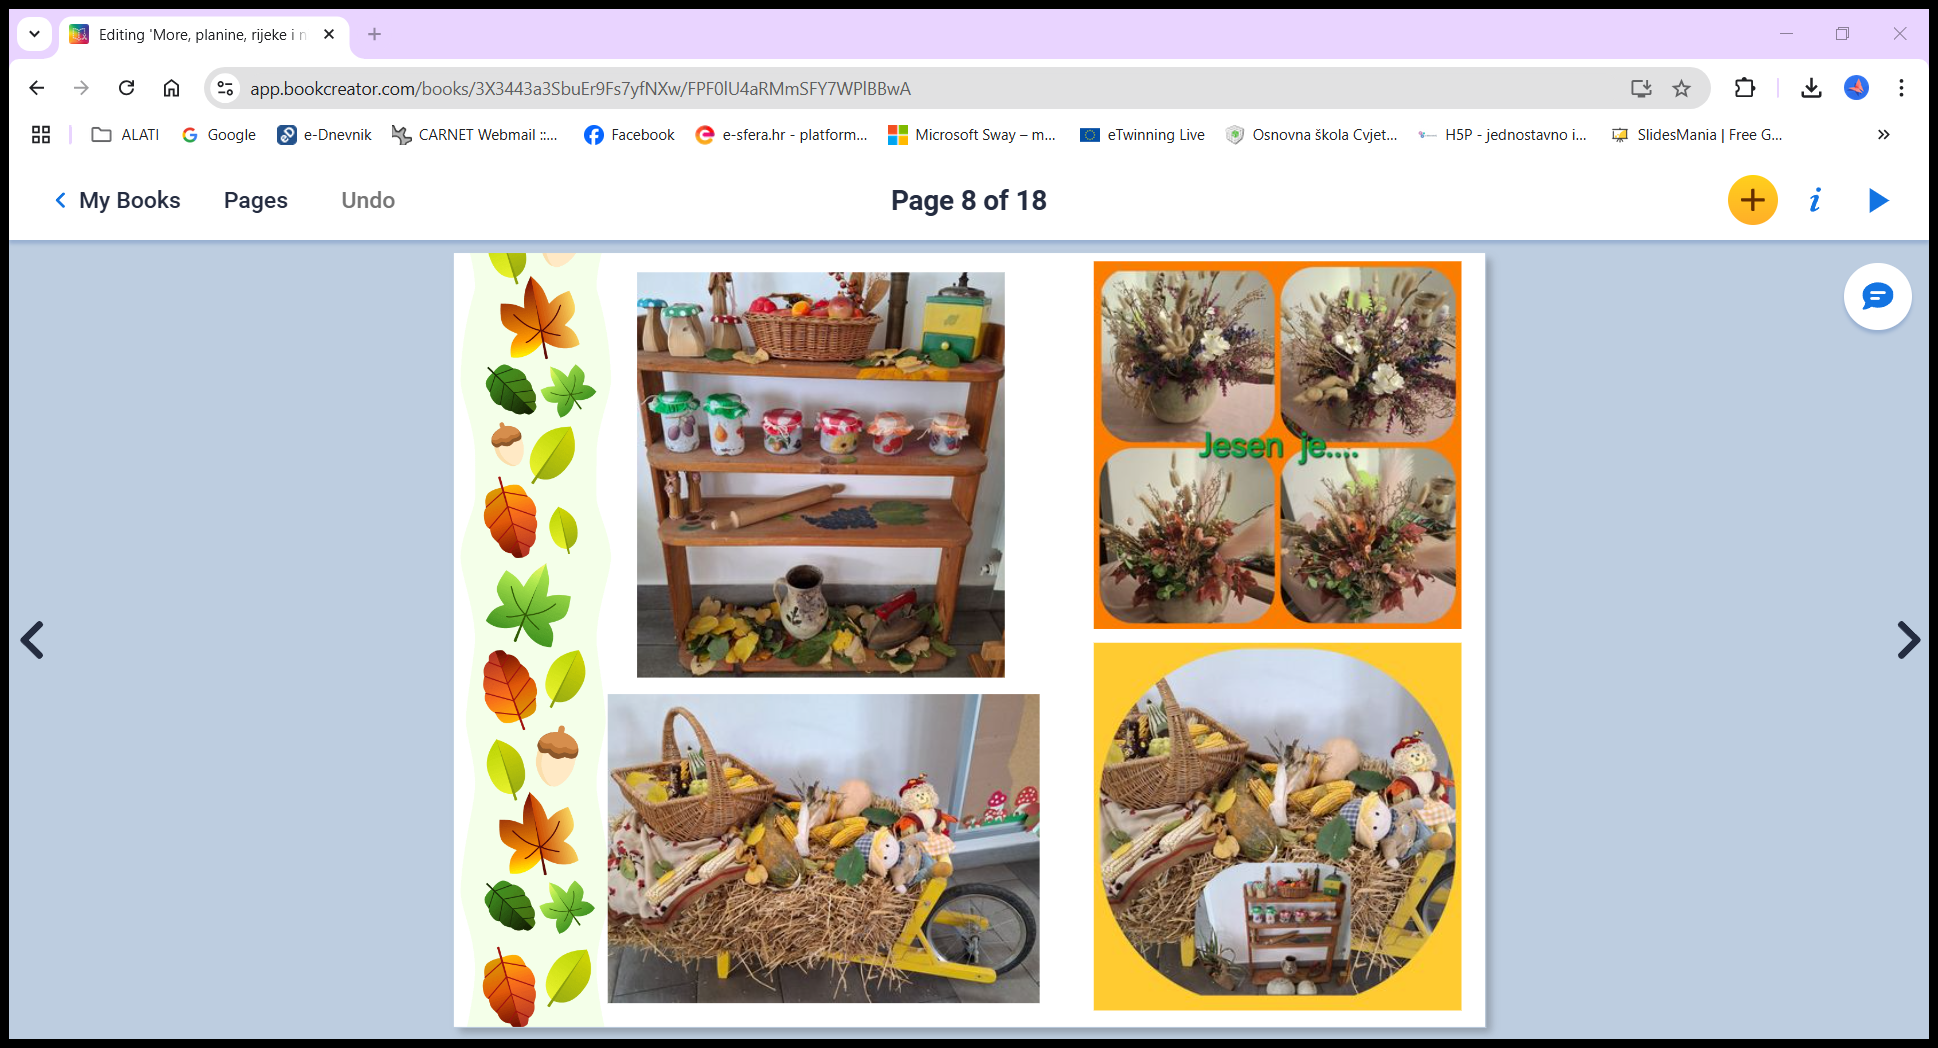 Editing 'More, planine, rijeke i n
app.bookcreator.com/books/3X3443a3SbuEr9Fs7yfNXw/FPF0lU4aRMmSFY7WPlBBwA
ALATI Google e-Dnevnik CARNET Webmail ::... Facebook e-sfera.hr - platform... Microsoft Sway – m... eTwinning Live Osnovna škola Cvjet... H5P - jednostavno i... SlidesMania | Free G...
My Books Pages Undo Page 8 of 18
Jesen je....